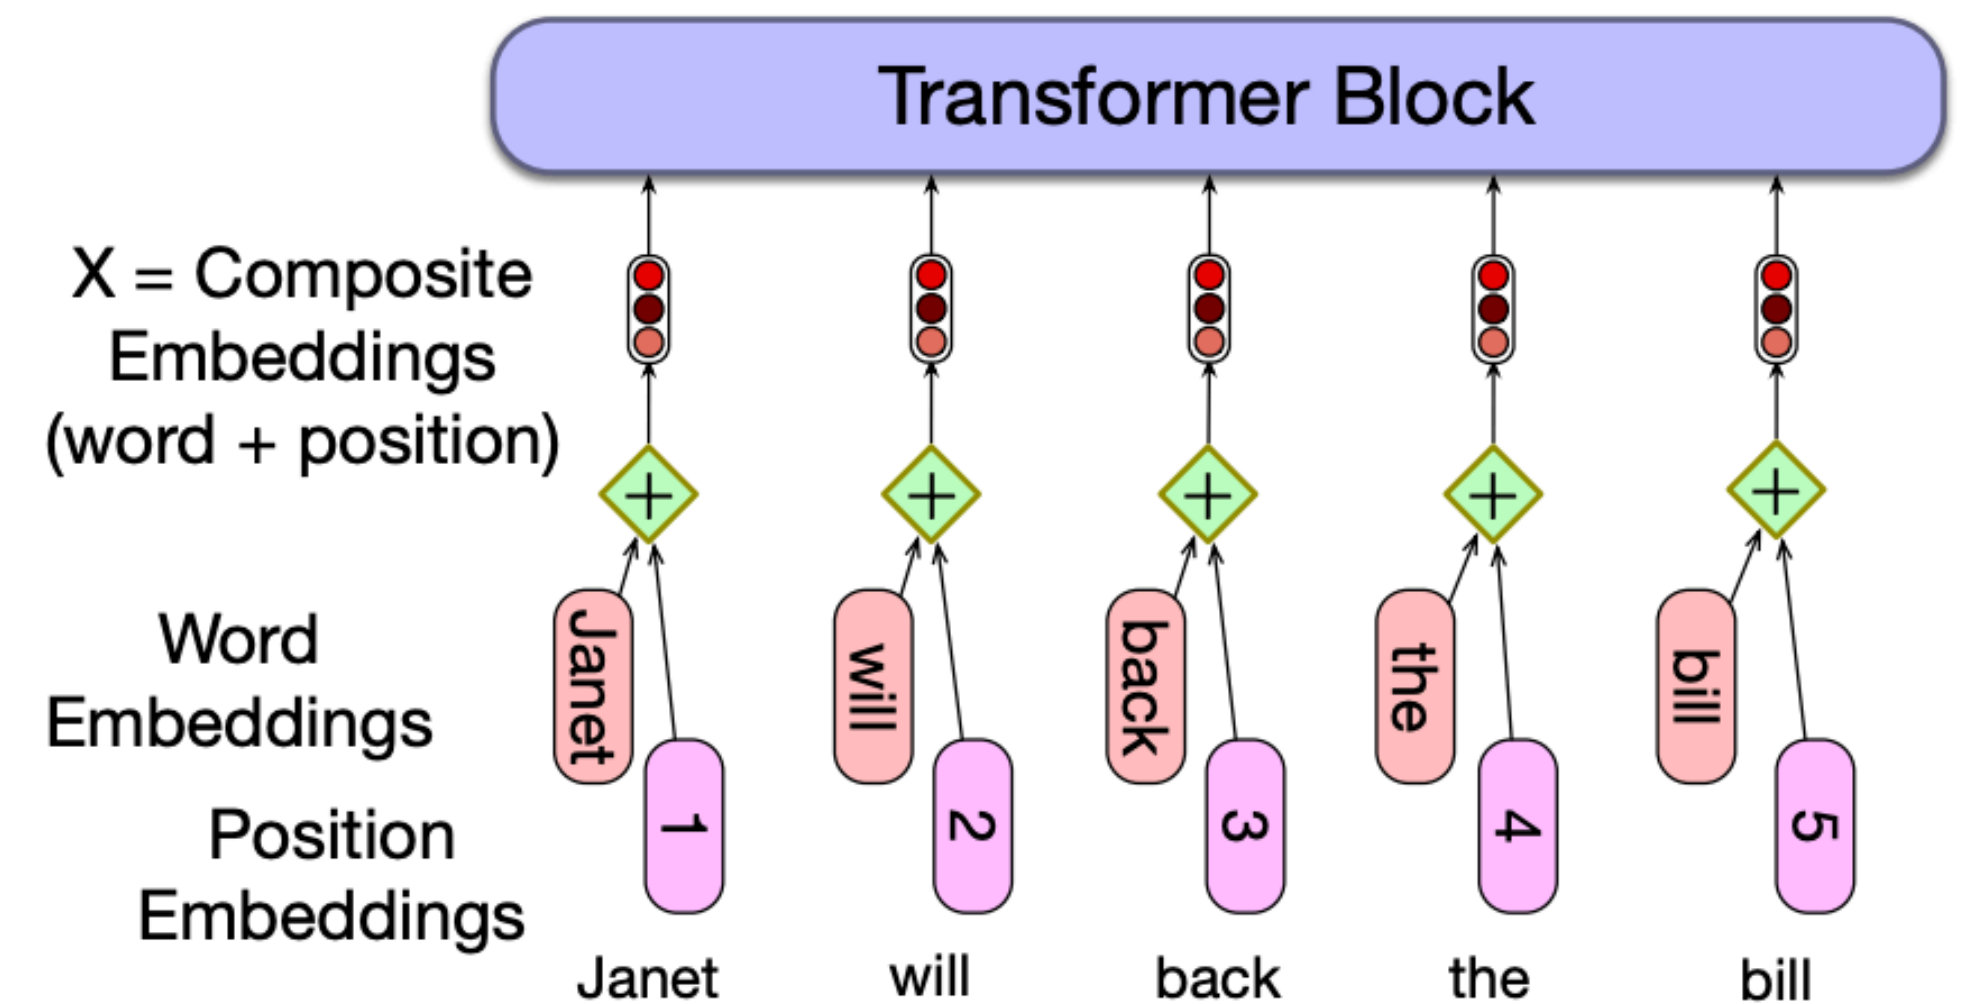 Transformer Block
X = Composite
Embeddings
(word + position)
+ + + + +
Word
Embeddings
Janet will back the bill
Position
Embeddings
1 2 3 4 5
Janet will back the bill